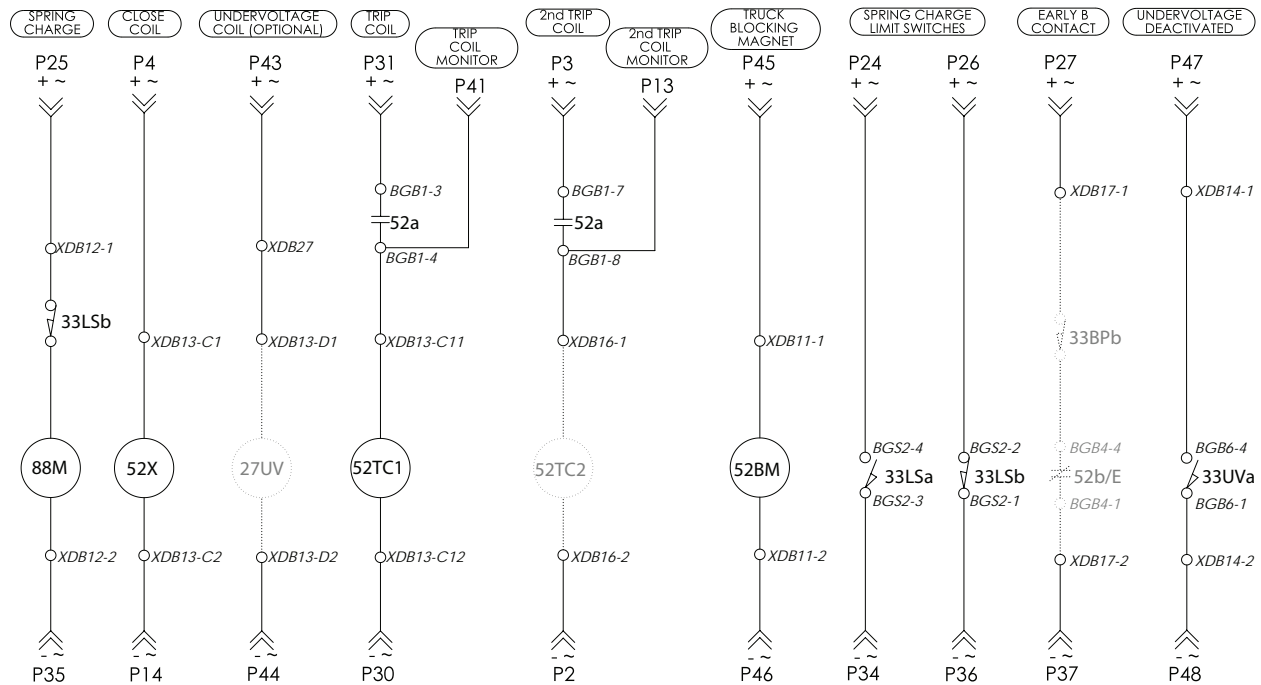 SPRING
CHARGE
CLOSE
COIL
UNDERVOLTAGE
COIL (OPTIONAL)
TRIP
COIL
TRIP
COIL
MONITOR
2nd TRIP
COIL
2nd TRIP
COIL
MONITOR
TRUCK
BLOCKING
MAGNET
SPRING CHARGE
LIMIT SWITCHES
EARLY B
CONTACT
UNDERVOLTAGE
DEACTIVATED
P25 P4 P43 P31 P3 P45 P24 P26 P27 P47
+ ~ + ~ + ~ + ~ + ~ + ~ + ~ + ~ + ~ + ~
P41 P13
BGB1-3 BGB1-7 XDB17-1 XDB14-1
52a 52a
XDB12-1 XDB27 BGB1-4 BGB1-8
33LSb
XDB13-C1 XDB13-D1 XDB13-C11 XDB16-1 XDB11-1 33BPb
BGS2-4 BGS2-2 BGB4-4 BGB6-4
88M 52X 27UV 52TC1 52TC2 52BM 33LSa 33LSb 52b/E 33UVa
BGS2-3 BGS2-1 BGB4-1 BGB6-1
XDB12-2 XDB13-C2 XDB13-D2 XDB13-C12 XDB16-2 XDB11-2 XDB17-2 XDB14-2
- ~ - ~ - ~ - ~ - ~ - ~ - ~ - ~ - ~ - ~
P35 P14 P44 P30 P2 P46 P34 P36 P37 P48